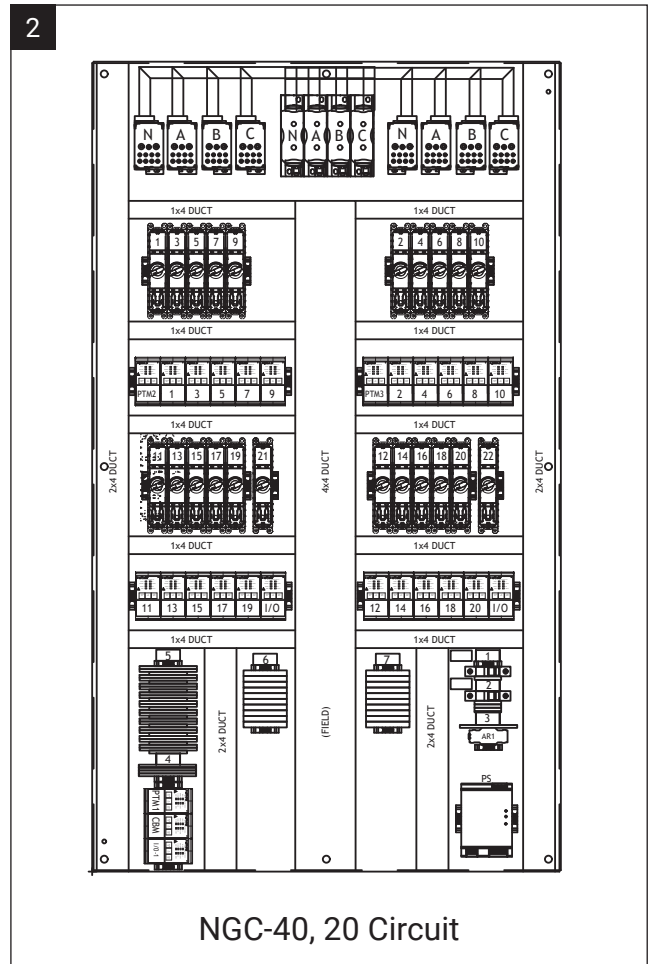 2
N A B C N A B C N A B C
1x4 DUCT 1x4 DUCT
1 3 5 7 9 2 4 6 8 10
1x4 DUCT 1x4 DUCT
PTM2 1 3 5 7 9 PTM3 2 4 6 8 10
1x4 DUCT 1x4 DUCT
11 13 15 17 19 21 12 14 16 18 20 22
2x4 DUCT 4x4 DUCT 2x4 DUCT
1x4 DUCT 1x4 DUCT
11 13 15 17 19 I/O 12 14 16 18 20 I/O
1x4 DUCT 1x4 DUCT
5 6 7 1
2
3
2x4 DUCT (FIELD) 2x4 DUCT
AR1
4
PS
PTM1
CBM
I/O-1
NGC-40, 20 Circuit